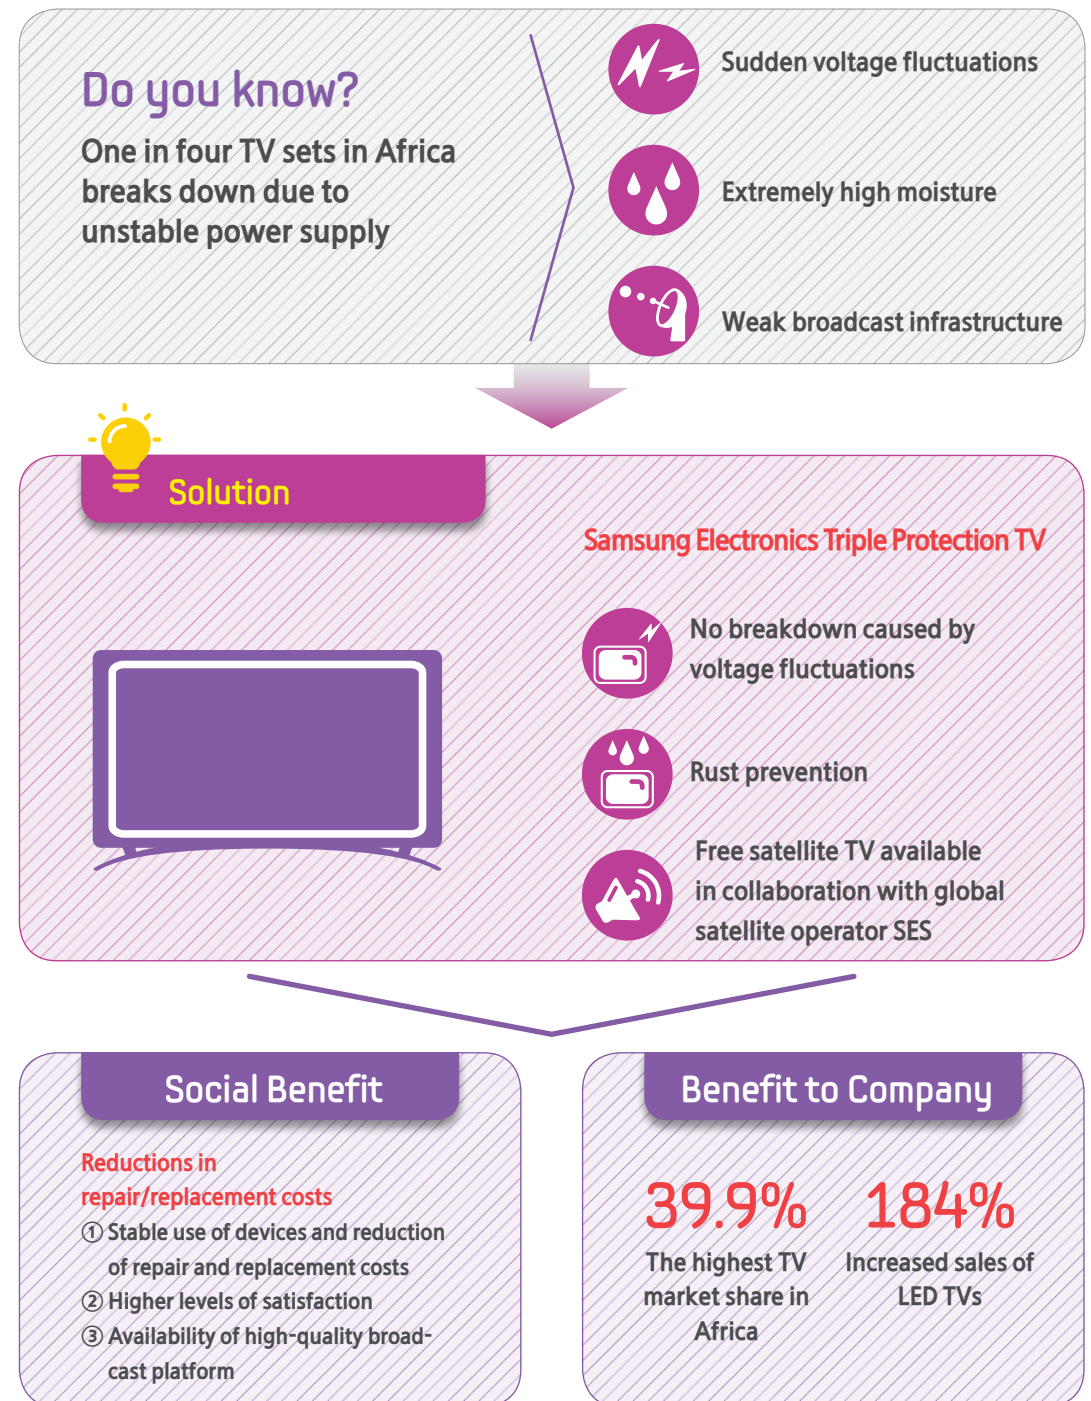 Do you know?
One in four TV sets in Africa
breaks down due to
unstable power supply
Sudden voltage fluctuations
Extremely high moisture
Weak broadcast infrastructure
Solution
Samsung Electronics Triple Protection TV
No breakdown caused by
voltage fluctuations
Rust prevention
Free satellite TV available
in collaboration with global
satellite operator SES
Social Benefit
Reductions in
repair/replacement costs
① Stable use of devices and reduction
of repair and replacement costs
② Higher levels of satisfaction
③ Availability of high-quality broad-
cast platform
Benefit to Company
39.9%
The highest TV
market share in
Africa
184%
Increased sales of
LED TVs